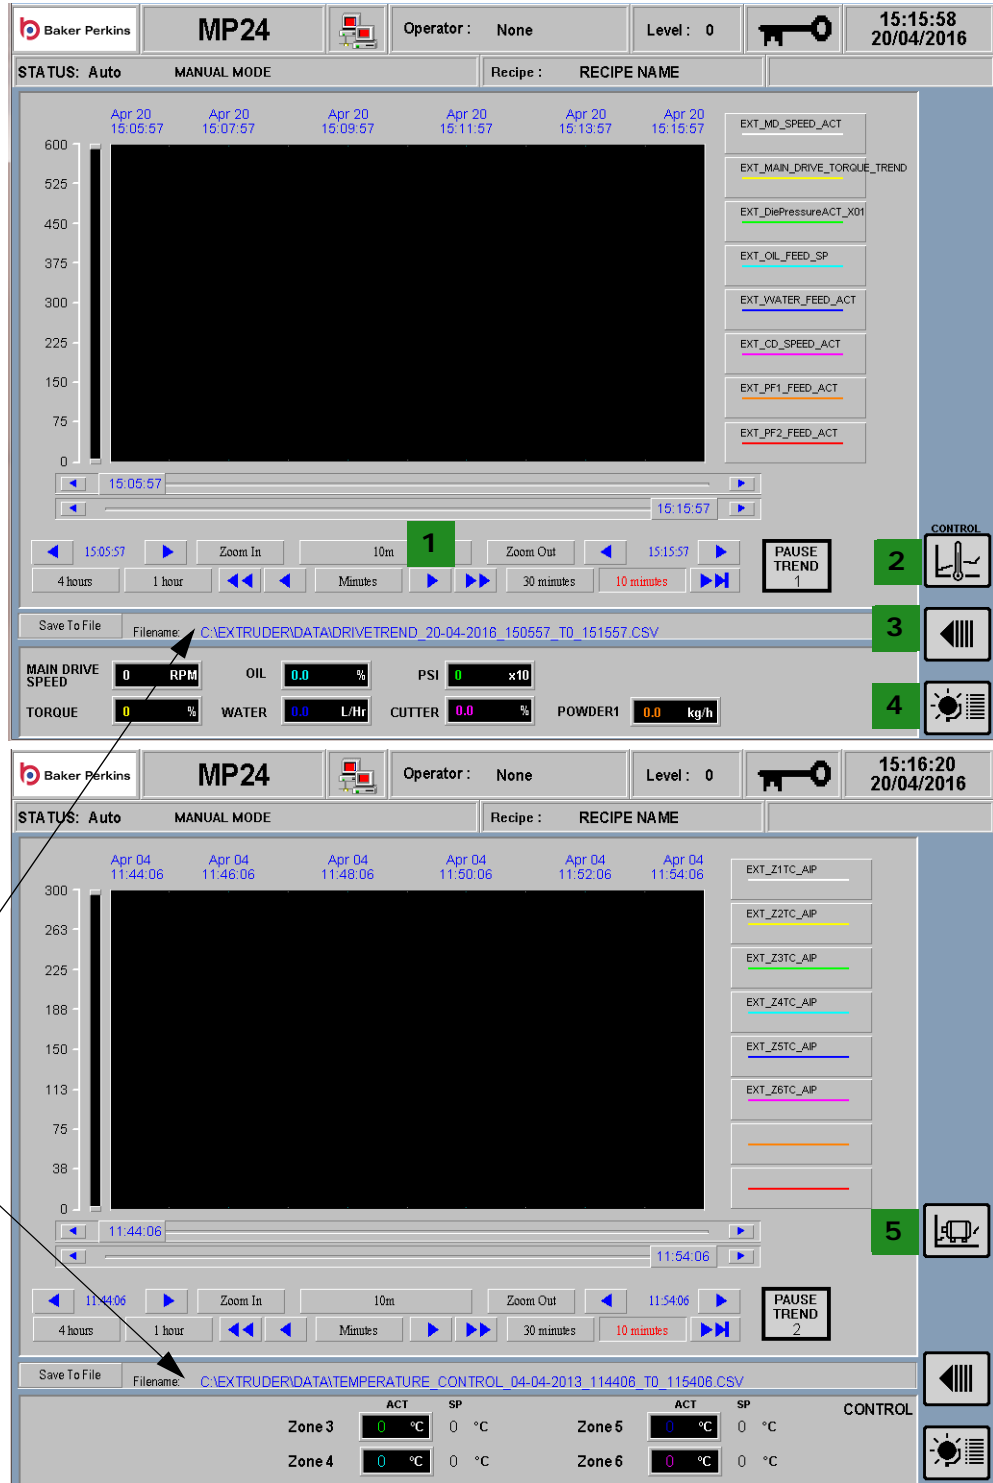 Baker Perkins MP24 Operator : None Level : 0 15:15:58
20/04/2016
STATUS: Auto MANUAL MODE Recipe : RECIPE NAME
Apr 20 Apr 20 Apr 20 Apr 20 Apr 20 Apr 20
15:05:57 15:07:57 15:09:57 15:11:57 15:13:57 15:15:57
600
525
450
375
300
225
150
75
0
EXT_MD_SPEED_ACT
EXT_MAIN_DRIVE_TORQUE_TREND
EXT_DiePressureACT_X01
EXT_OIL_FEED_SP
EXT_WATER_FEED_ACT
EXT_CD_SPEED_ACT
EXT_PF1_FEED_ACT
EXT_PF2_FEED_ACT
15:05:57
15:15:57
1
15:05:57 Zoom In 10m Zoom Out 15:15:57
4 hours 1 hour Minutes 30 minutes 10 minutes
PAUSE
TREND
1
CONTROL
2
Save To File Filename: C:\EXTRUDER\DATA\DRIVETREND_20-04-2016_150557_T0_151557.CSV
3
MAIN DRIVE
SPEED 0 RPM OIL 0.0 % PSI 0 x10
TORQUE 0 % WATER 0.0 L/Hr CUTTER 0.0 % POWDER1 0.0 kg/h
4
Baker Perkins MP24 Operator : None Level : 0 15:16:20
20/04/2016
STATUS: Auto MANUAL MODE Recipe : RECIPE NAME
Apr 04 Apr 04 Apr 04 Apr 04 Apr 04 Apr 04
11:44:06 11:46:06 11:48:06 11:50:06 11:52:06 11:54:06
300
263
225
188
150
113
75
38
0
EXT_Z1TC_AIP
EXT_Z2TC_AIP
EXT_Z3TC_AIP
EXT_Z4TC_AIP
EXT_Z5TC_AIP
EXT_Z6TC_AIP
5
11:44:06
11:54:06
11:44:06 Zoom In 10m Zoom Out 11:54:06
4 hours 1 hour Minutes 30 minutes 10 minutes
PAUSE
TREND
2
Save To File Filename: C:\EXTRUDER\DATA\TEMPERATURE_CONTROL_04-04-2013_114406_T0_115406.CSV
ACT SP ACT SP CONTROL
Zone 3 0 °C 0 °C Zone 5 0 °C 0 °C
Zone 4 0 °C 0 °C Zone 6 0 °C 0 °C